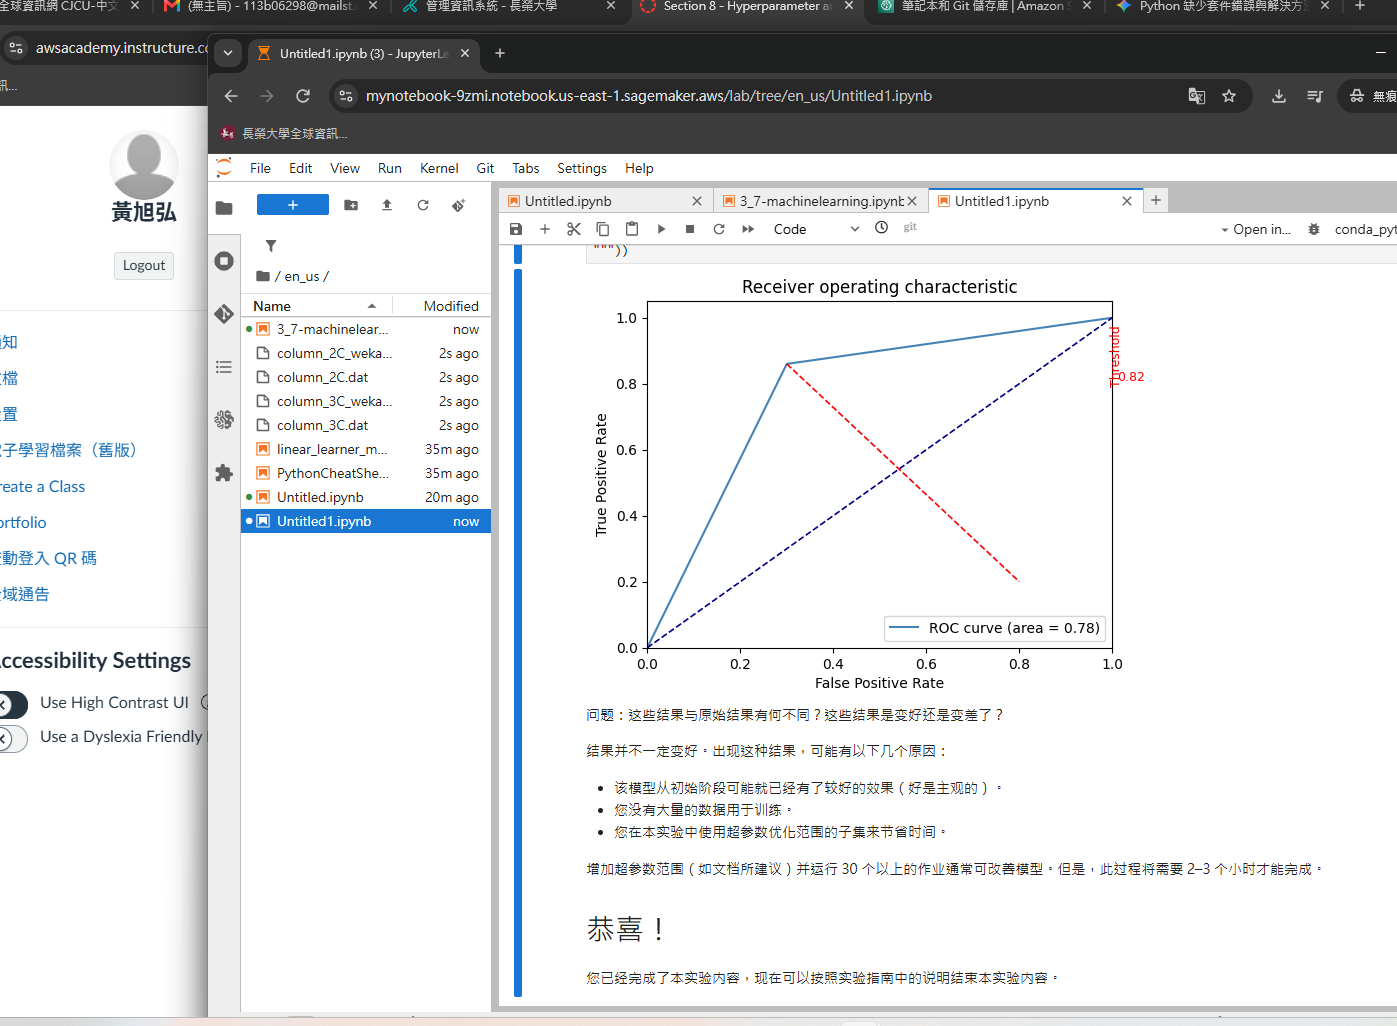 全球資訊網 CJCU-中文
(無主旨) - 113b06298@mailst.
管理資訊系統 - 長榮大學
Section 8 - Hyperparameter a
筆記本和 Git 儲存庫 | Amazon S
Python 缺少套件錯誤與解決方
awsacademy.instructure.co
Untitled1.ipynb (3) - JupyterLa
mynotebook-9zmi.notebook.us-east-1.sagemaker.aws/lab/tree/en_us/Untitled1.ipynb
無痕
訊...
長榮大學全球資訊...
File Edit View Run Kernel Git Tabs Settings Help
黃旭弘
Logout
知
檔
置
子學習檔案（舊版）
reate a Class
ortfolio
動登入 QR 碼
域通告
ccessibility Settings
Use High Contrast UI
Use a Dyslexia Friendly
/ en_us /
Name Modified
3_7-machinelear... now
column_2C_weka... 2s ago
column_2C.dat 2s ago
column_3C_weka... 2s ago
column_3C.dat 2s ago
linear_learner_m... 35m ago
PythonCheatShe... 35m ago
Untitled.ipynb 20m ago
Untitled1.ipynb now
Untitled.ipynb
3_7-machinelearning.ipynb
Untitled1.ipynb
Code
git
Open in...
conda_pyt
"""))
Receiver operating characteristic
True Positive Rate
1.0
0.8
0.6
0.4
0.2
0.0
Threshold
0.82
ROC curve (area = 0.78)
0.0 0.2 0.4 0.6 0.8 1.0
False Positive Rate
问题：这些结果与原始结果有何不同？这些结果是变好还是变差了？
结果并不一定变好。出现这种结果，可能有以下几个原因：
• 该模型从初始阶段可能就已经有了较好的效果（好是主观的）。
• 您没有大量的数据用于训练。
• 您在本实验中使用超参数优化范围的子集来节省时间。
增加超参数范围（如文档所建议）并运行 30 个以上的作业通常可改善模型。但是，此过程将需要 2–3 个小时才能完成。
恭喜！
您已经完成了本实验内容，现在可以按照实验指南中的说明结束本实验内容。